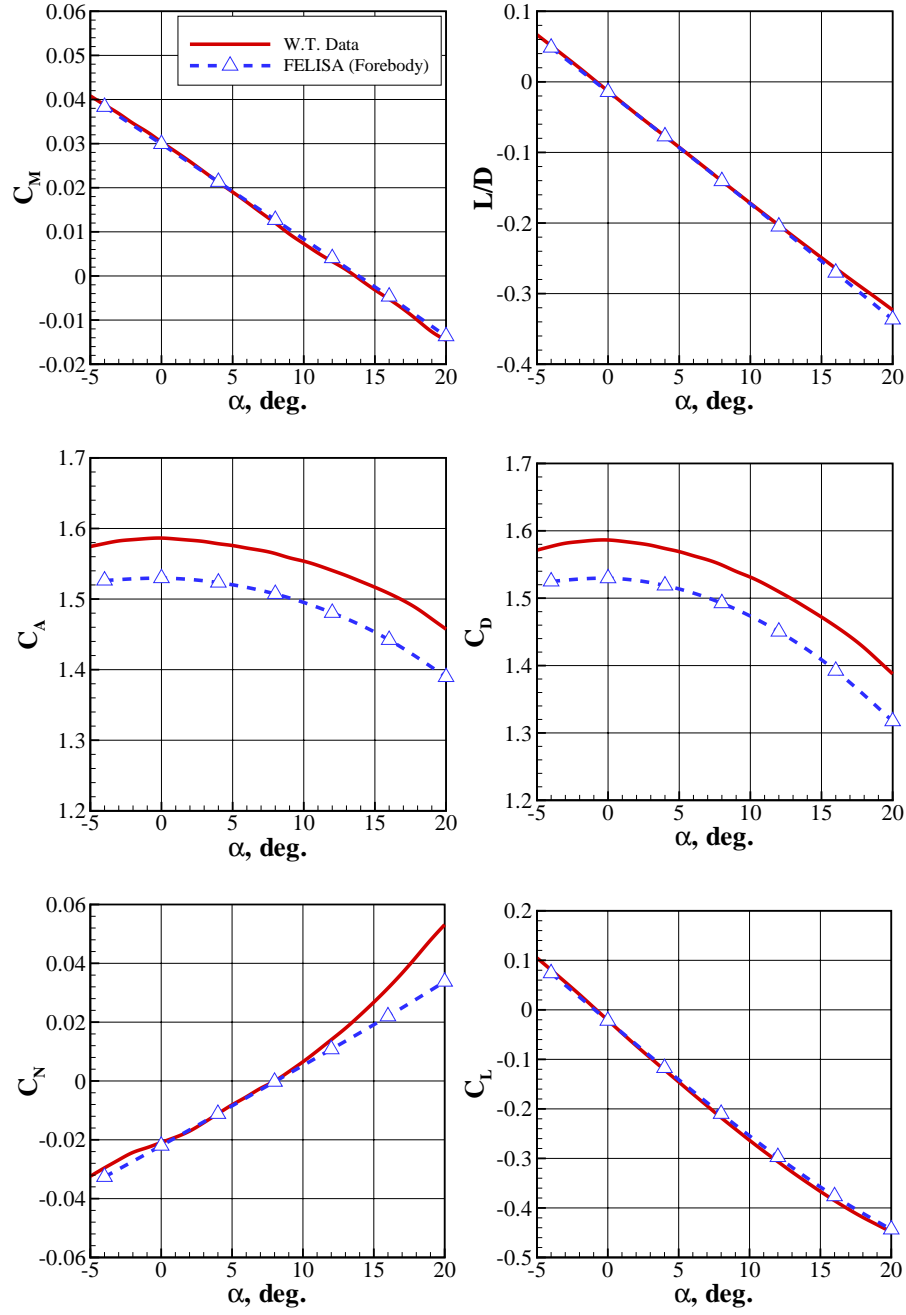 0.06
0.05
0.04
0.03
0.02
0.01
0
-0.01
-0.02
C_M
-5 0 5 10 15 20
α, deg.
W.T. Data
FELISA (Forebody)
0.1
0
-0.1
-0.2
-0.3
-0.4
L/D
-5 0 5 10 15 20
α, deg.
1.7
1.6
1.5
1.4
1.3
1.2
C_A
-5 0 5 10 15 20
α, deg.
1.7
1.6
1.5
1.4
1.3
1.2
C_D
-5 0 5 10 15 20
α, deg.
0.06
0.04
0.02
0
-0.02
-0.04
-0.06
C_N
-5 0 5 10 15 20
α, deg.
0.2
0.1
0
-0.1
-0.2
-0.3
-0.4
-0.5
C_L
-5 0 5 10 15 20
α, deg.